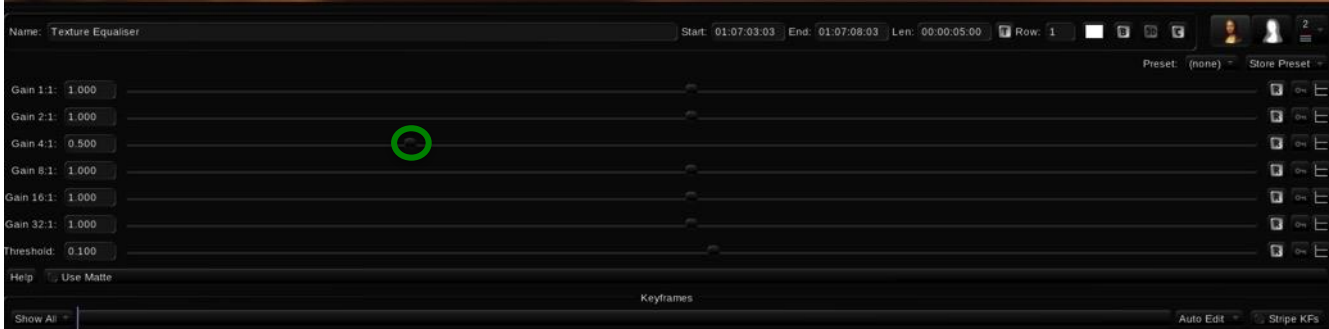 Name: Texture Equaliser Start: 01:07:03:03 End: 01:07:08:03 Len: 00:00:05:00 Row: 1 2
Preset: (none) Store Preset
Gain 1:1: 1.000 R
Gain 2:1: 1.000 R
Gain 4:1: 0.500 R
Gain 8:1: 1.000 R
Gain 16:1: 1.000 R
Gain 32:1: 1.000 R
Threshold: 0.100 R
Help Use Matte
Keyframes
Show All Auto Edit Stripe KFs